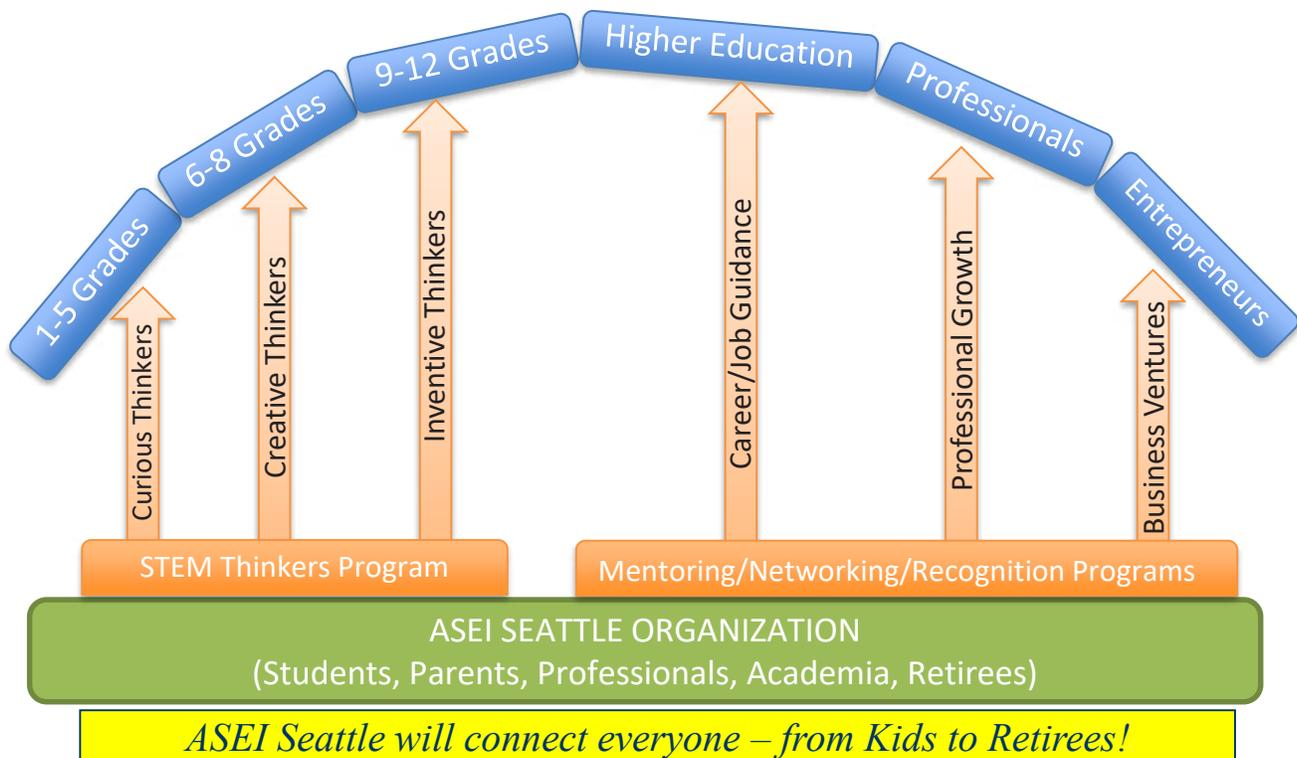 1-5 Grades
6-8 Grades
9-12 Grades
Higher Education
Professionals
Entrepreneurs
Curious Thinkers
Creative Thinkers
Inventive Thinkers
Career/Job Guidance
Professional Growth
Business Ventures
STEM Thinkers Program
Mentoring/Networking/Recognition Programs
ASEI SEATTLE ORGANIZATION
(Students, Parents, Professionals, Academia, Retirees)
ASEI Seattle will connect everyone – from Kids to Retirees!